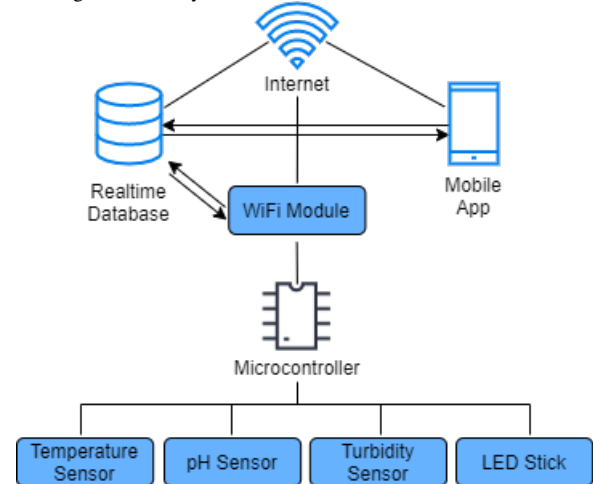 Internet
Realtime
Database
Mobile
App
WiFi Module
Microcontroller
Temperature
Sensor
pH Sensor
Turbidity
Sensor
LED Stick